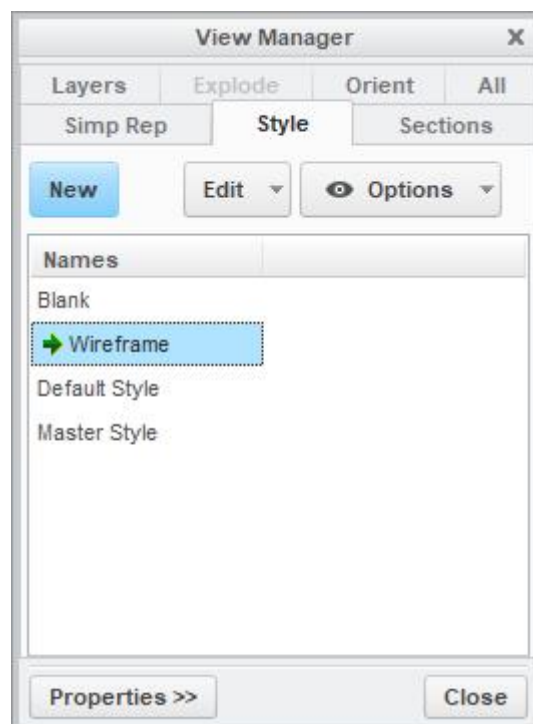 View Manager X
Layers Explode Orient All
Simp Rep Style Sections
New Edit Options
Names
Blank
Wireframe
Default Style
Master Style
Properties >> Close